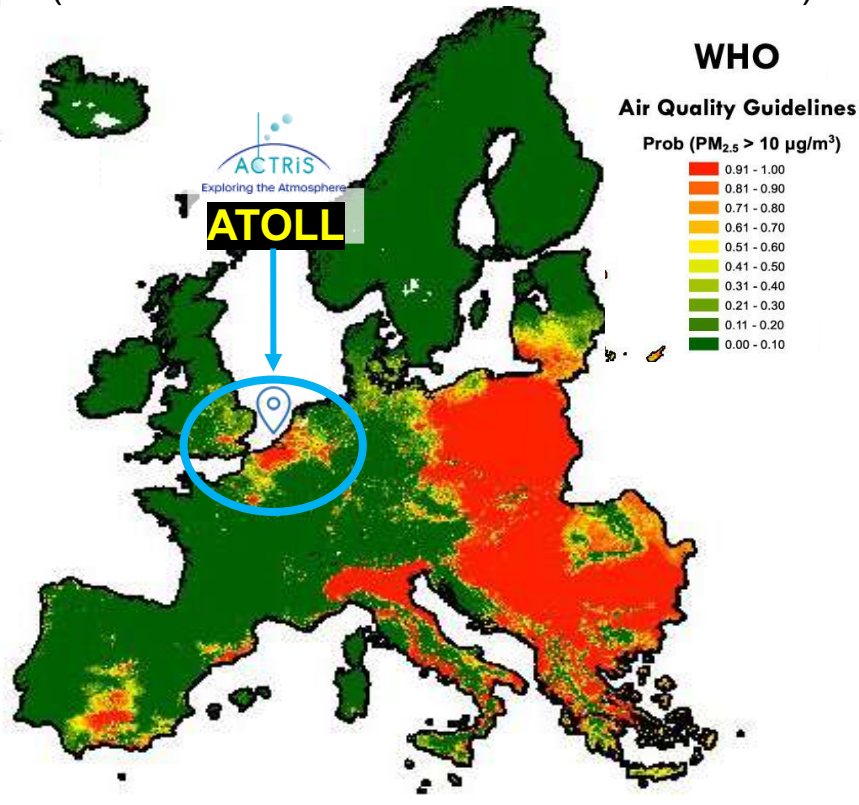 WHO
Air Quality Guidelines
Prob (PM₂.₅ > 10 µg/m³)
0.91 - 1.00
0.81 - 0.90
0.71 - 0.80
0.61 - 0.70
0.51 - 0.60
0.41 - 0.50
0.31 - 0.40
0.21 - 0.30
0.11 - 0.20
0.00 - 0.10
ACTRiS
Exploring the Atmosphere
ATOLL